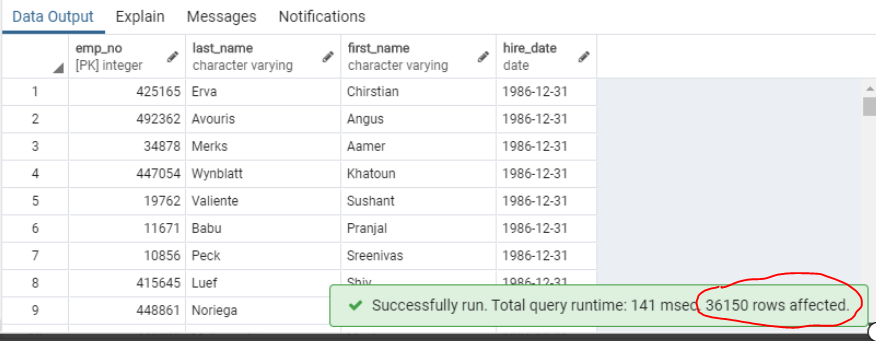 Data Output Explain Messages Notifications
emp_no last_name first_name hire_date
[PK] integer character varying character varying date
1 425165 Erva Chirstian 1986-12-31
2 492362 Avouris Angus 1986-12-31
3 34878 Merks Aamer 1986-12-31
4 447054 Wynblatt Khatoun 1986-12-31
5 19762 Valiente Sushant 1986-12-31
6 11671 Babu Pranjal 1986-12-31
7 10856 Peck Sreenivas 1986-12-31
8 415645 Luef Shiv 1986-12-31
9 448861 Noriega
Successfully run. Total query runtime: 141 msec. 36150 rows affected.